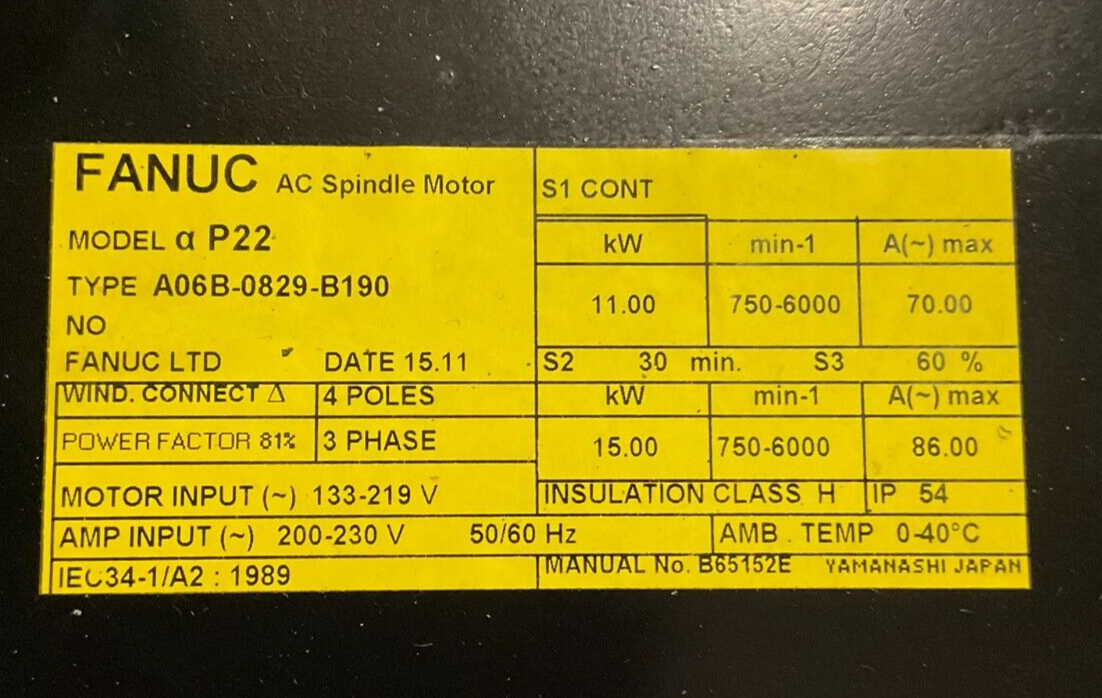 FANUC AC Spindle Motor
MODEL α P22
TYPE A06B-0829-B190
NO
FANUC LTD DATE 15.11
WIND. CONNECT Δ 4 POLES
POWER FACTOR 81% 3 PHASE
MOTOR INPUT (~) 133-219 V
AMP INPUT (~) 200-230 V 50/60 Hz
IEC34-1/A2 : 1989
S1 CONT
kW min-1 A(~) max
11.00 750-6000 70.00
S2 30 min. S3 60 %
kW min-1 A(~) max
15.00 750-6000 86.00
INSULATION CLASS H IP 54
AMB . TEMP 0-40°C
MANUAL No. B65152E YAMANASHI JAPAN